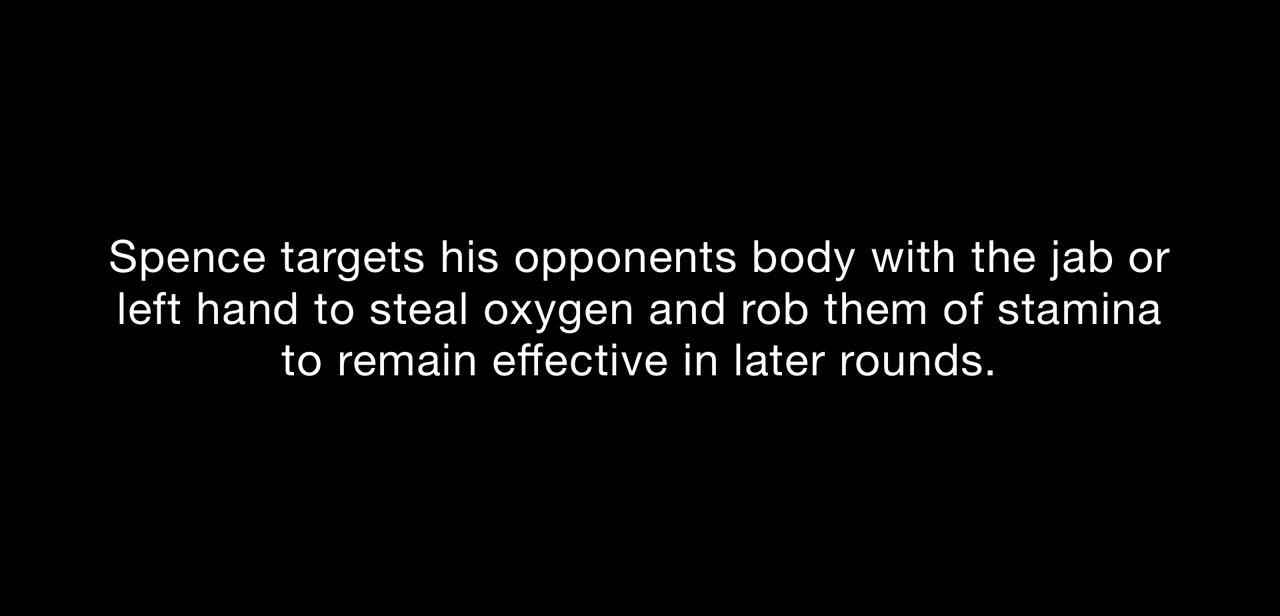 Spence targets his opponents body with the jab or
left hand to steal oxygen and rob them of stamina
to remain effective in later rounds.